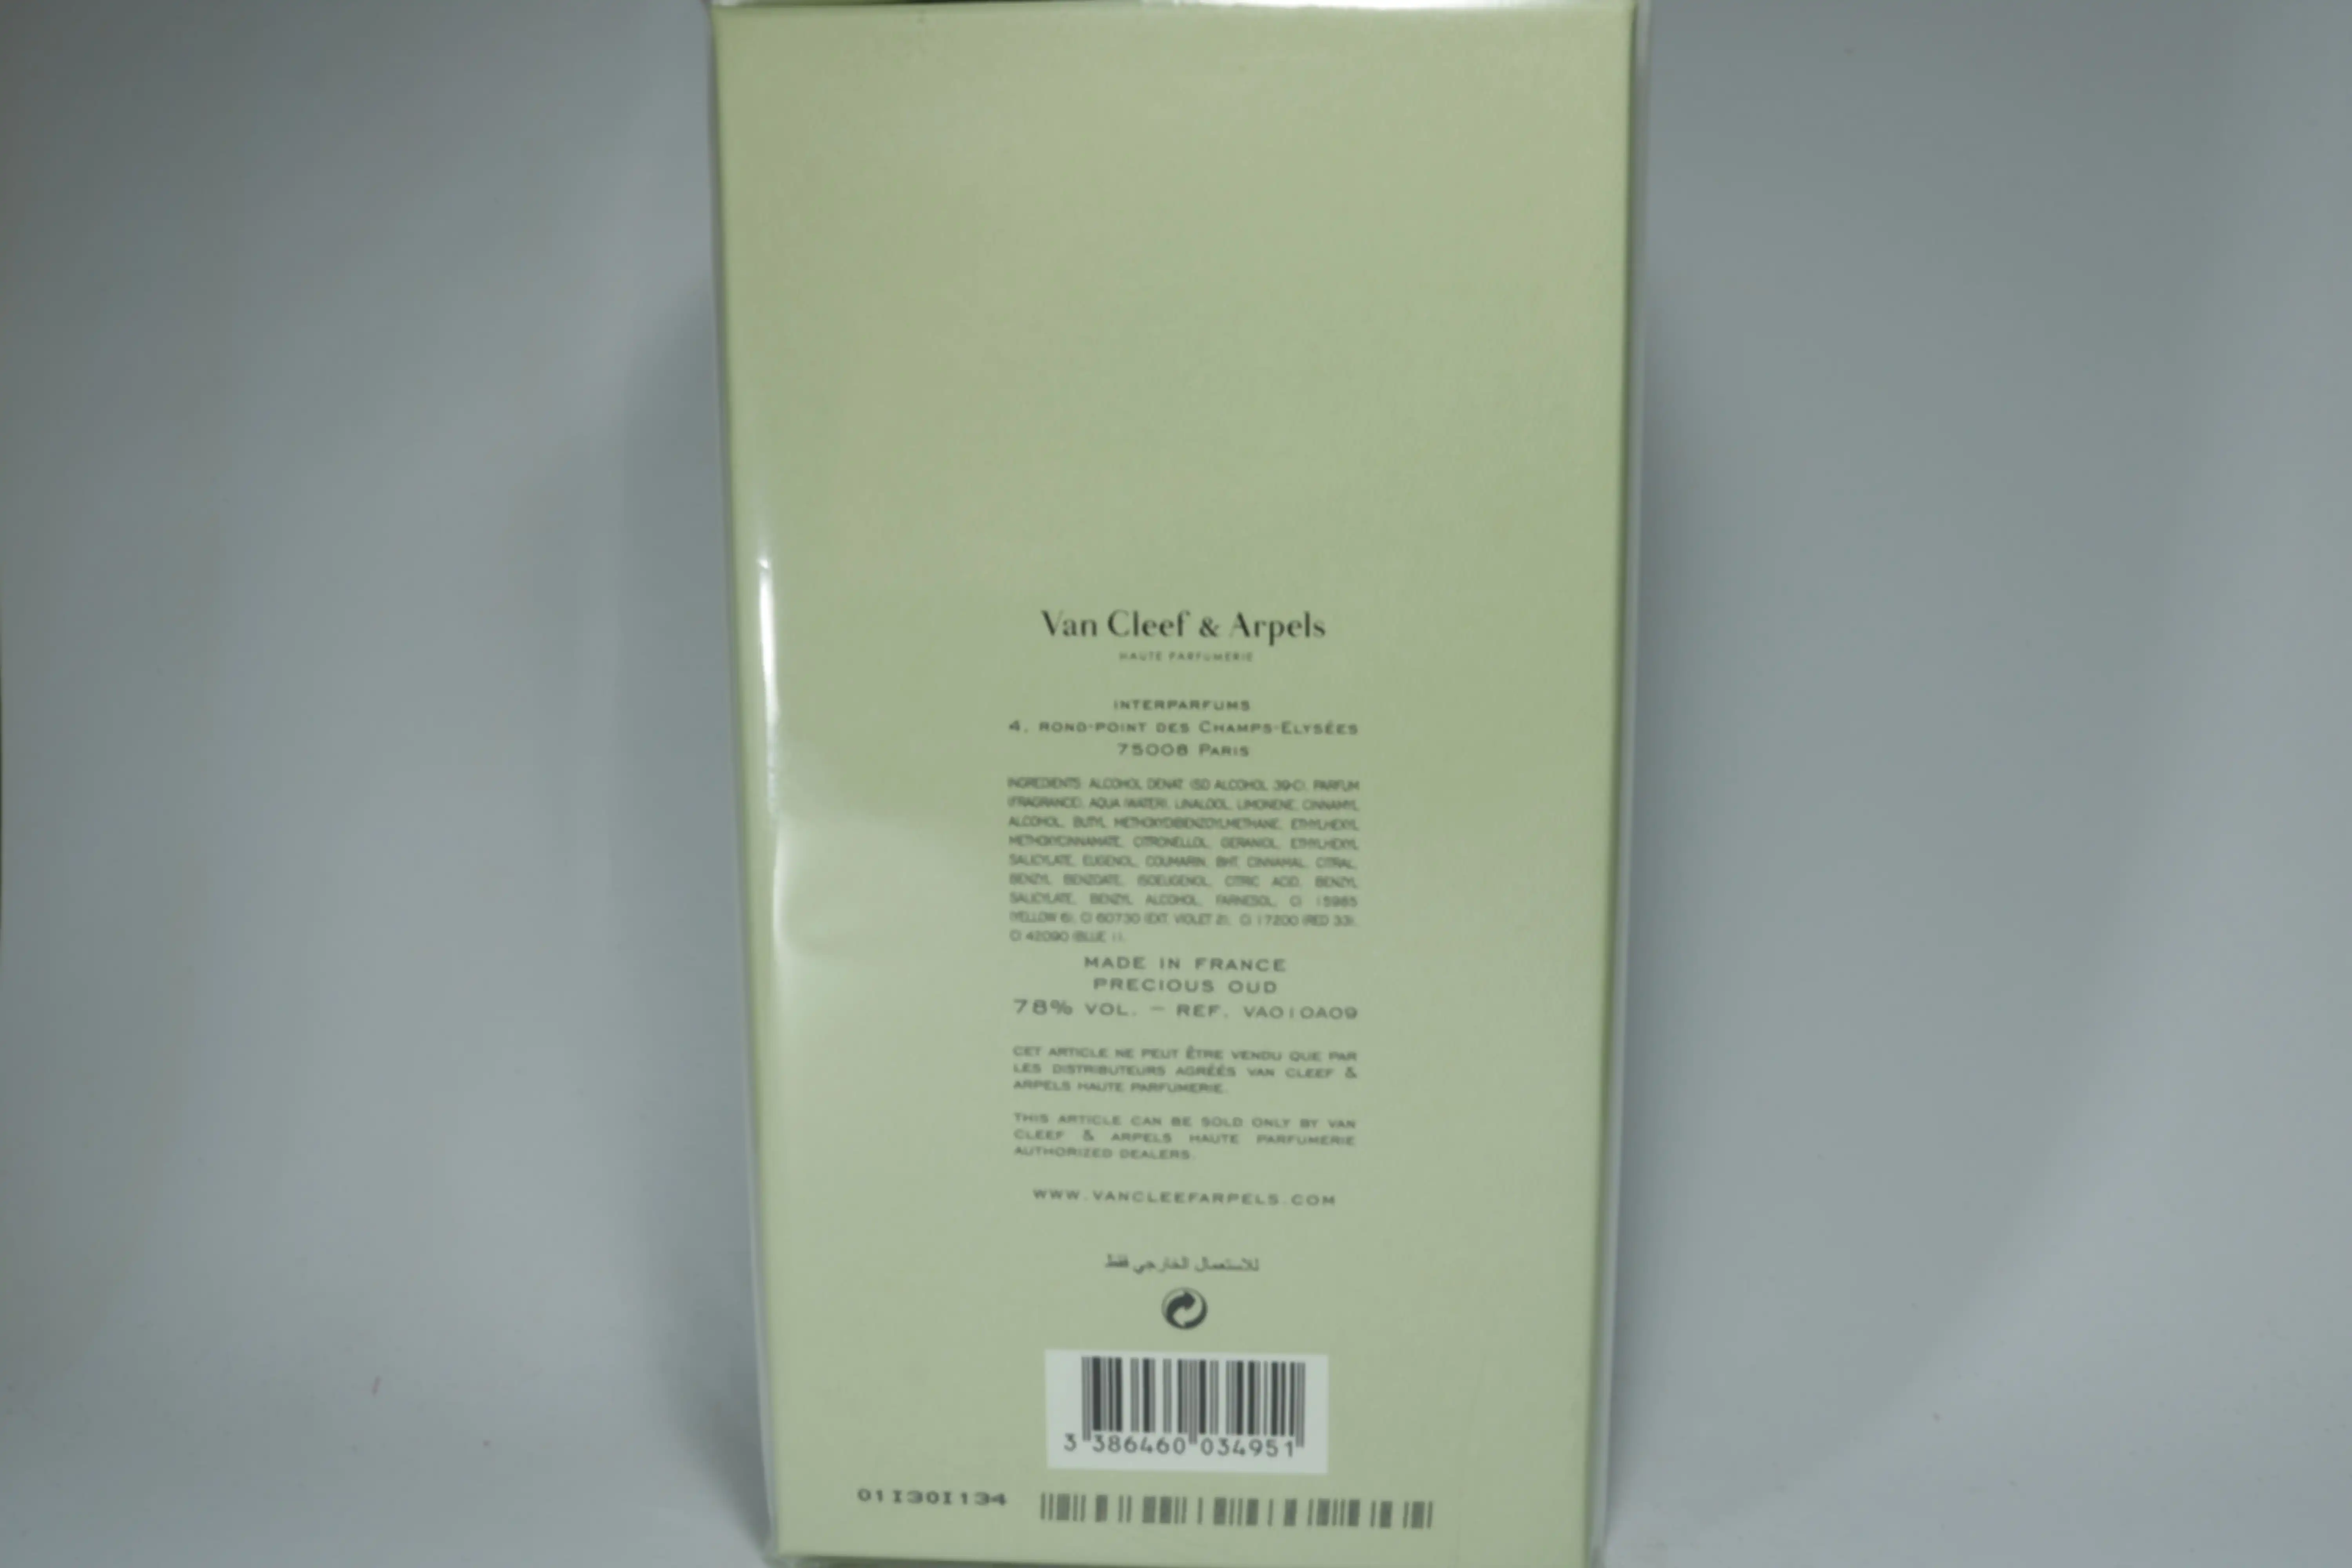 Van Cleef & Arpels
HAUTE PARFUMERIE
INTERPARFUMS
4, ROND-POINT DES CHAMPS-ELYSÉES
75008 PARIS
INGREDIENTS: ALCOHOL DENAT. (SD ALCOHOL 39-C), PARFUM
(FRAGRANCE), AQUA (WATER), LINALOOL, LIMONENE, CINNAMYL
ALCOHOL, BUTYL METHOXYDIBENZOYLMETHANE, ETHYLHEXYL
METHOXYCINNAMATE, CITRONELLOL, GERANIOL, ETHYLHEXYL
SALICYLATE, EUGENOL, COUMARIN, BHT, CINNAMAL, CITRAL,
BENZYL BENZOATE, ISOEUGENOL, CITRIC ACID, BENZYL
SALICYLATE, BENZYL ALCOHOL, FARNESOL, CI 15985
(YELLOW 6), CI 60730 (EXT. VIOLET 2), CI 17200 (RED 33),
CI 42090 (BLUE 1).
MADE IN FRANCE
PRECIOUS OUD
78% VOL. – REF. VA010A09
CET ARTICLE NE PEUT ÊTRE VENDU QUE PAR
LES DISTRIBUTEURS AGRÉÉS VAN CLEEF &
ARPELS HAUTE PARFUMERIE.
THIS ARTICLE CAN BE SOLD ONLY BY VAN
CLEEF & ARPELS HAUTE PARFUMERIE
AUTHORIZED DEALERS.
WWW.VANCLEEFARPELS.COM
للاستعمال الخارجي فقط
3 386460 034951
01I30I134